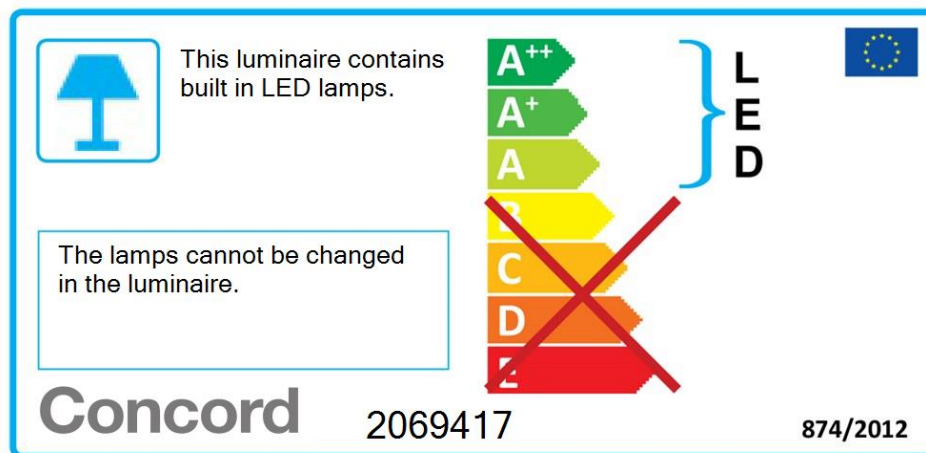 This luminaire contains
built in LED lamps.
The lamps cannot be changed
in the luminaire.
A++
A+
A
B
C
D
E
L
E
D
Concord
2069417
874/2012